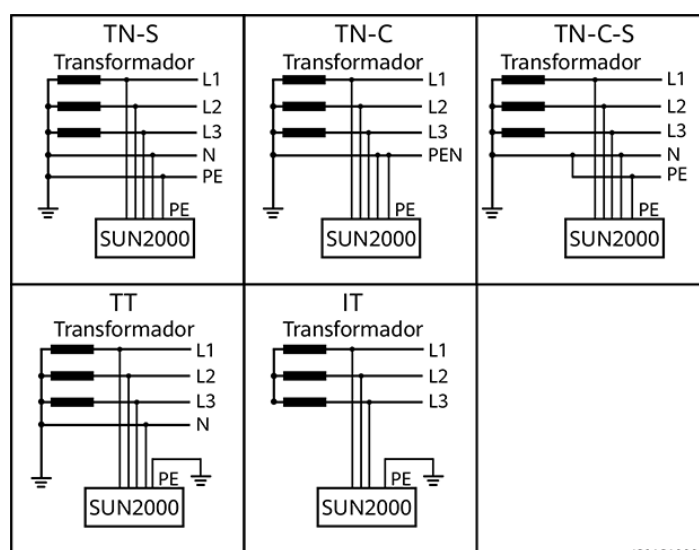 TN-S
Transformador
L1
L2
L3
N
PE
PE
SUN2000
TN-C
Transformador
L1
L2
L3
PEN
PE
SUN2000
TN-C-S
Transformador
L1
L2
L3
N
PE
PE
SUN2000
TT
Transformador
L1
L2
L3
N
PE
SUN2000
IT
Transformador
L1
L2
L3
PE
SUN2000